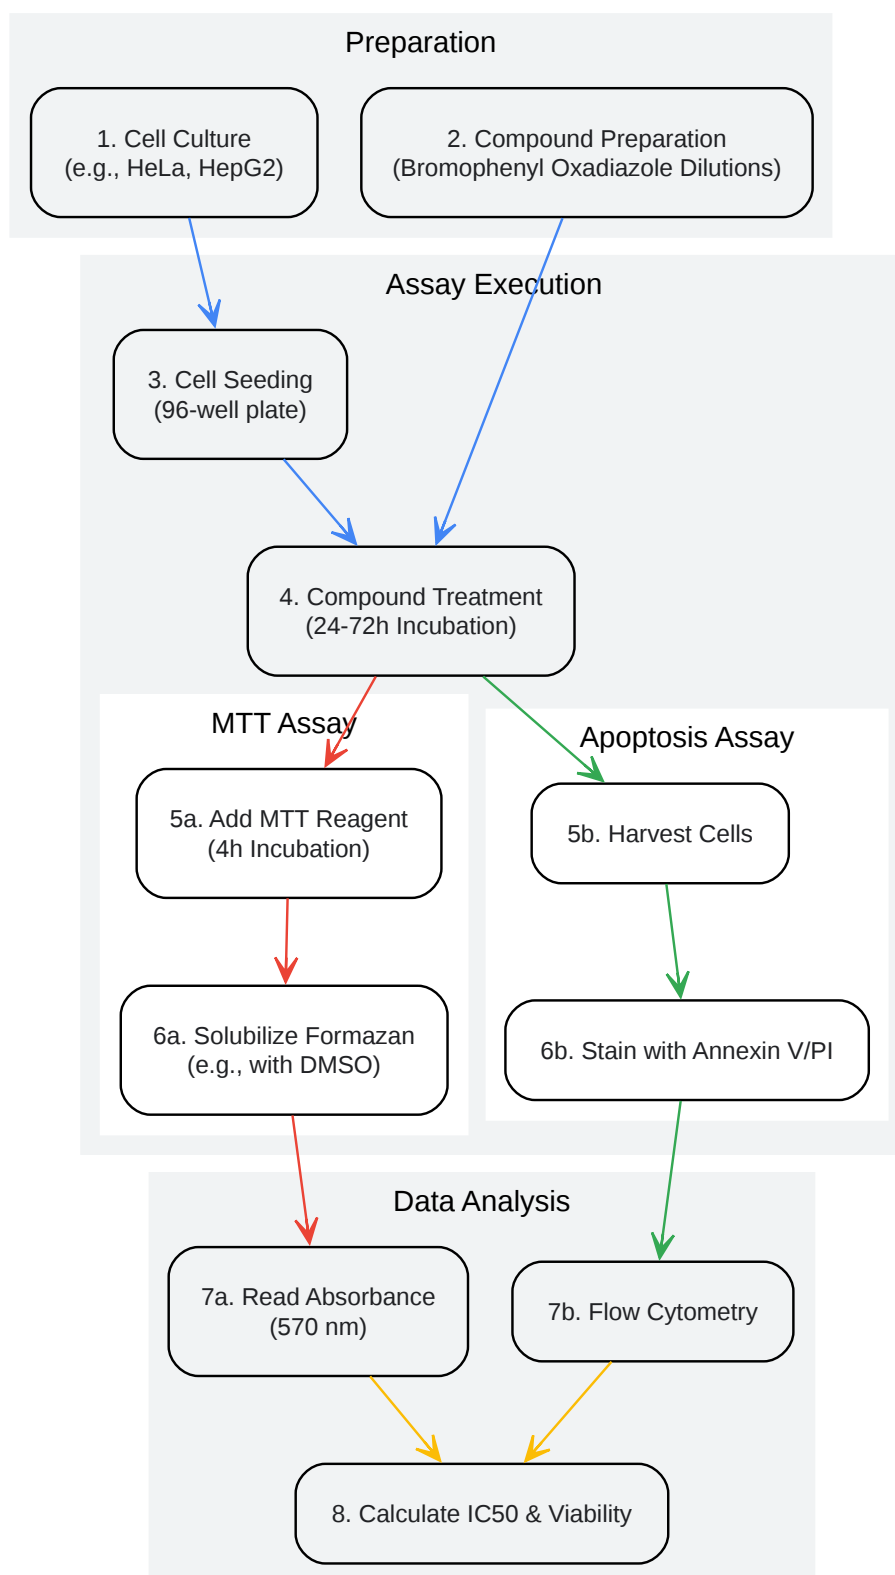 Preparation
1. Cell Culture
(e.g., HeLa, HepG2)
2. Compound Preparation
(Bromophenyl Oxadiazole Dilutions)
Assay Execution
3. Cell Seeding
(96-well plate)
4. Compound Treatment
(24-72h Incubation)
MTT Assay
5a. Add MTT Reagent
(4h Incubation)
6a. Solubilize Formazan
(e.g., with DMSO)
Apoptosis Assay
5b. Harvest Cells
6b. Stain with Annexin V/PI
Data Analysis
7a. Read Absorbance
(570 nm)
7b. Flow Cytometry
8. Calculate IC50 & Viability